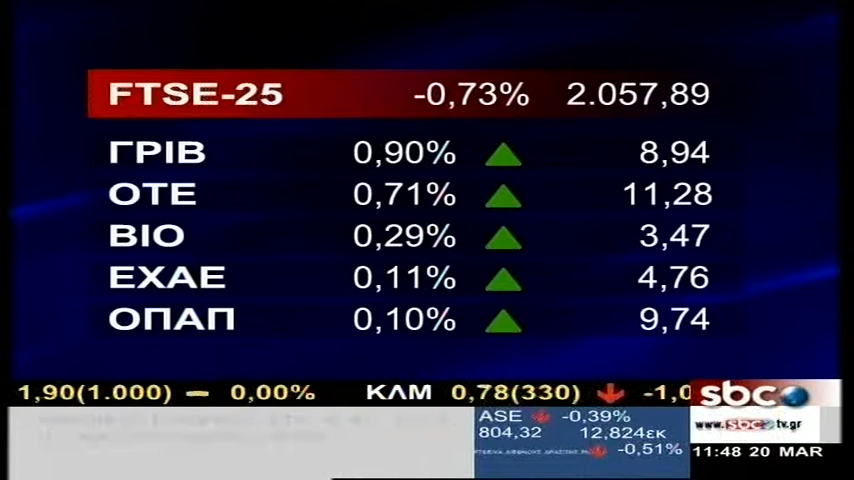 FTSE-25 -0,73% 2.057,89
ΓΡΙΒ 0,90% 8,94
ΟΤΕ 0,71% 11,28
ΒΙΟ 0,29% 3,47
ΕΧΑΕ 0,11% 4,76
ΟΠΑΠ 0,10% 9,74
1,90(1.000) 0,00% ΚΛΜ 0,78(330) -1,0
sbc
ASE -0,39%
804,32 12,824εκ
-0,51%
www.sbctv.gr
11:48 20 MAR